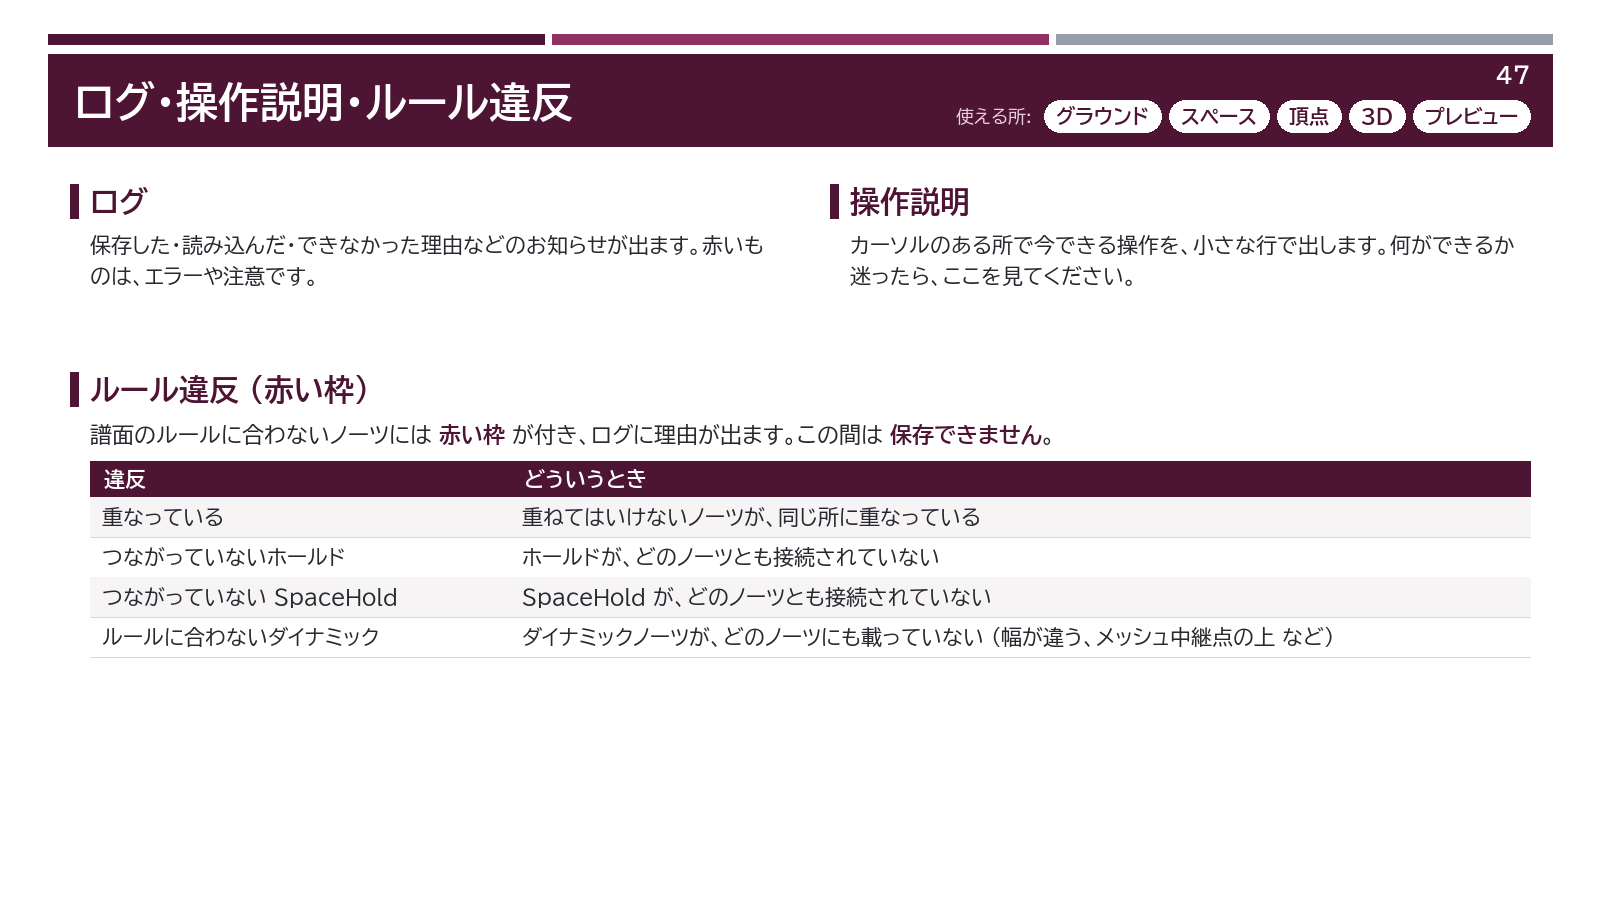 47
ログ・操作説明・ルール違反
使える所: グラウンド スペース 頂点 3D プレビュー
ログ
保存した・読み込んだ・できなかった理由などのお知らせが出ます。赤いも
のは、エラーや注意です。
操作説明
カーソルのある所で今できる操作を、小さな行で出します。何ができるか
迷ったら、ここを見てください。
ルール違反（赤い枠）
譜面のルールに合わないノーツには 赤い枠 が付き、ログに理由が出ます。この間は 保存できません。
違反 どういうとき
重なっている 重ねてはいけないノーツが、同じ所に重なっている
つながっていないホールド ホールドが、どのノーツとも接続されていない
つながっていない SpaceHold SpaceHold が、どのノーツとも接続されていない
ルールに合わないダイナミック ダイナミックノーツが、どのノーツにも載っていない（幅が違う、メッシュ中継点の上 など）